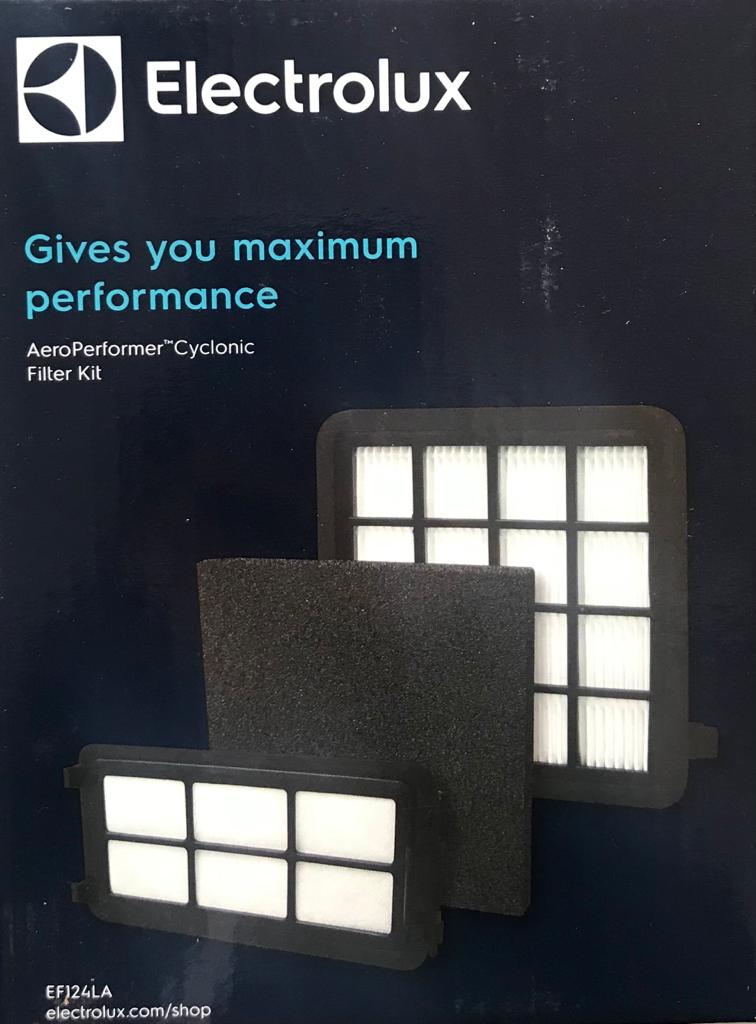 Electrolux
Gives you maximum
performance
AeroPerformer™Cyclonic
Filter Kit
EF124LA
electrolux.com/shop